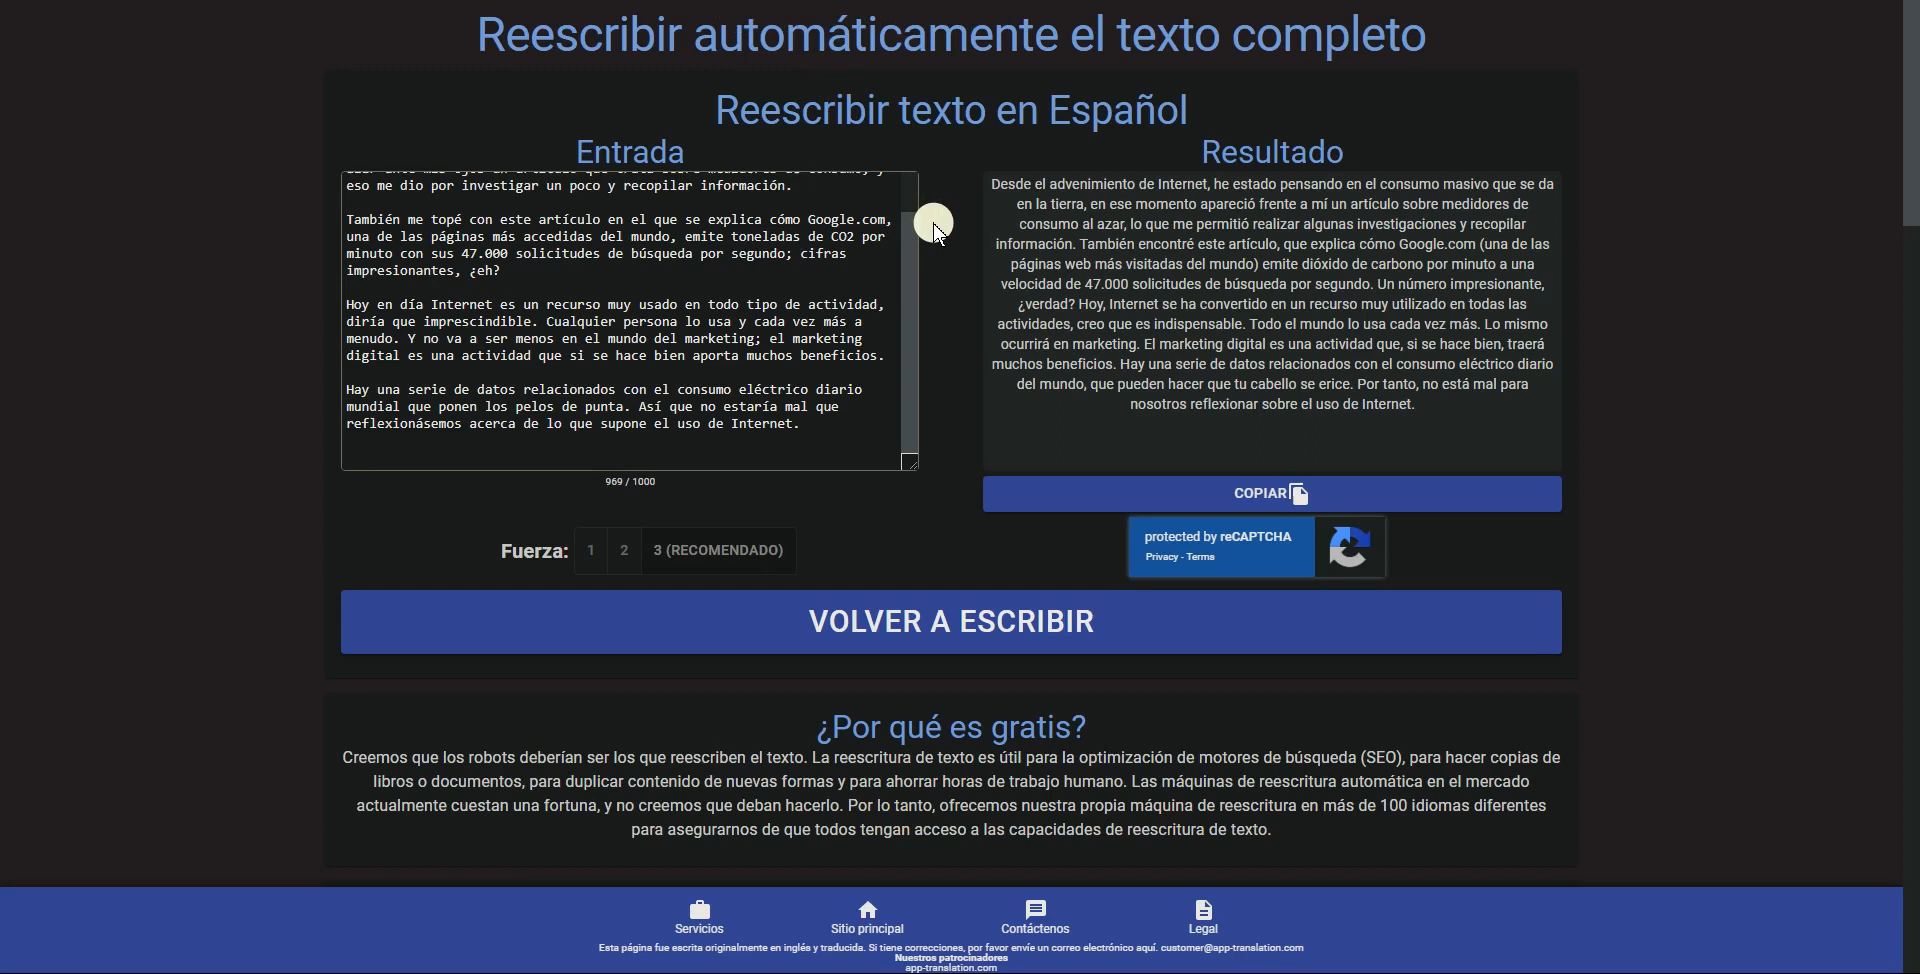 Reescribir automáticamente el texto completo
Reescribir texto en Español
Entrada
eso me dio por investigar un poco y recopilar información.
También me topé con este artículo en el que se explica cómo Google.com,
una de las páginas más accedidas del mundo, emite toneladas de CO2 por
minuto con sus 47.000 solicitudes de búsqueda por segundo; cifras
impresionantes, ¿eh?
Hoy en día Internet es un recurso muy usado en todo tipo de actividad,
diría que imprescindible. Cualquier persona lo usa y cada vez más a
menudo. Y no va a ser menos en el mundo del marketing; el marketing
digital es una actividad que si se hace bien aporta muchos beneficios.
Hay una serie de datos relacionados con el consumo eléctrico diario
mundial que ponen los pelos de punta. Así que no estaría mal que
reflexionásemos acerca de lo que supone el uso de Internet.
969 / 1000
Resultado
Desde el advenimiento de Internet, he estado pensando en el consumo masivo que se da
en la tierra, en ese momento apareció frente a mí un artículo sobre medidores de
consumo al azar, lo que me permitió realizar algunas investigaciones y recopilar
información. También encontré este artículo, que explica cómo Google.com (una de las
páginas web más visitadas del mundo) emite dióxido de carbono por minuto a una
velocidad de 47.000 solicitudes de búsqueda por segundo. Un número impresionante,
¿verdad? Hoy, Internet se ha convertido en un recurso muy utilizado en todas las
actividades, creo que es indispensable. Todo el mundo lo usa cada vez más. Lo mismo
ocurrirá en marketing. El marketing digital es una actividad que, si se hace bien, traerá
muchos beneficios. Hay una serie de datos relacionados con el consumo eléctrico diario
del mundo, que pueden hacer que tu cabello se erice. Por tanto, no está mal para
nosotros reflexionar sobre el uso de Internet.
COPIAR
Fuerza: 1 2 3 (RECOMENDADO)
protected by reCAPTCHA
Privacy - Terms
VOLVER A ESCRIBIR
¿Por qué es gratis?
Creemos que los robots deberían ser los que reescriben el texto. La reescritura de texto es útil para la optimización de motores de búsqueda (SEO), para hacer copias de
libros o documentos, para duplicar contenido de nuevas formas y para ahorrar horas de trabajo humano. Las máquinas de reescritura automática en el mercado
actualmente cuestan una fortuna, y no creemos que deban hacerlo. Por lo tanto, ofrecemos nuestra propia máquina de reescritura en más de 100 idiomas diferentes
para asegurarnos de que todos tengan acceso a las capacidades de reescritura de texto.
Servicios
Sitio principal
Contáctenos
Legal
Esta página fue escrita originalmente en inglés y traducida. Si tiene correcciones, por favor envíe un correo electrónico aquí. customer@app-translation.com
Nuestros patrocinadores
app-translation.com